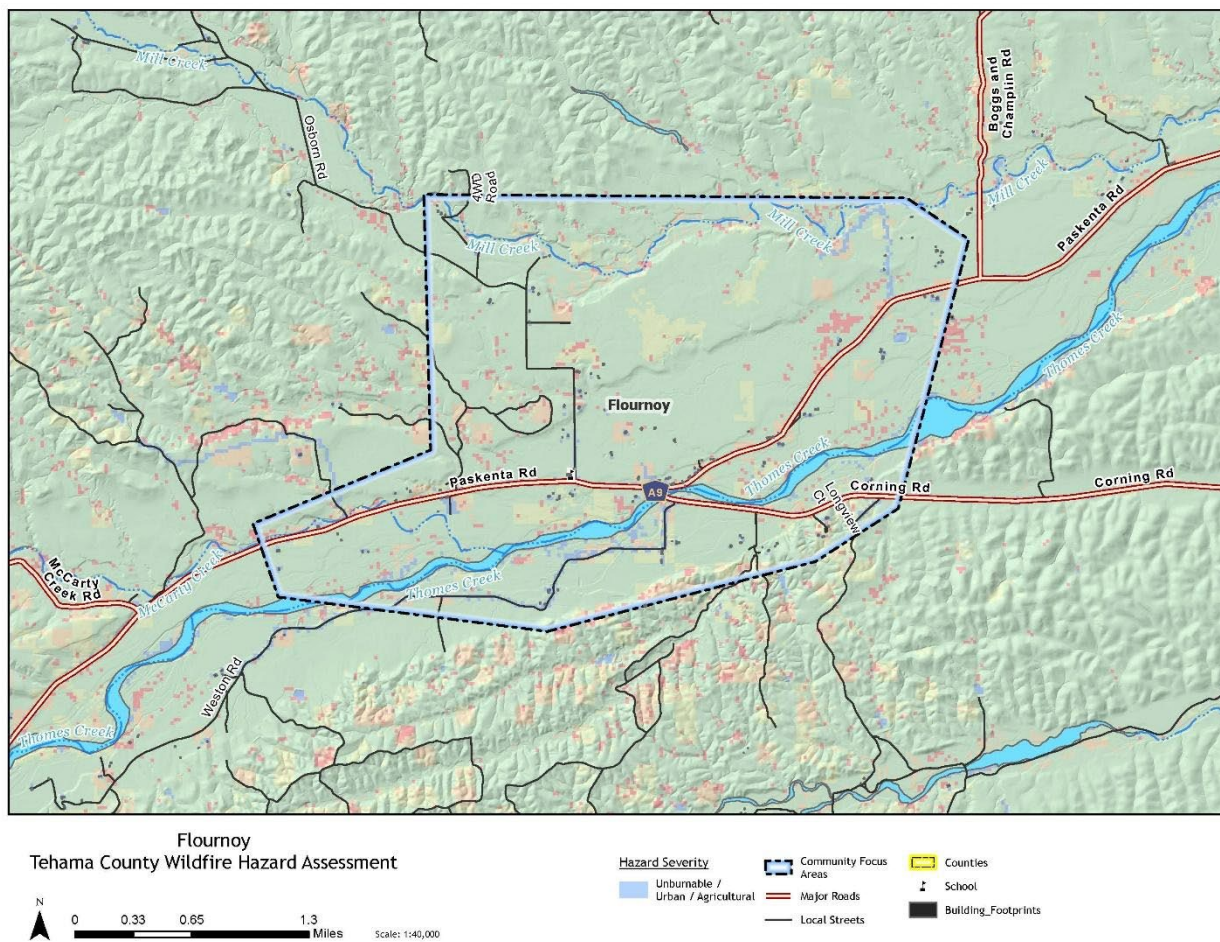 Mill Creek
Osborn Rd
4WD
Road
Boggs and
Champlin Rd
Mill Creek
Paskenta Rd
Mill Creek
Mill Creek
Thomes Creek
Flournoy
Paskenta Rd
A9
Thomes Creek
Corning Rd
Corning Rd
Longview
Ct
McCarty
Creek Rd
McCarty Creek
Thomes Creek
Weston Rd
Thomes Creek
Flournoy
Tehama County Wildfire Hazard Assessment
N
0 0.33 0.65 1.3
Miles
Scale: 1:40,000
Hazard Severity
Unburnable /
Urban / Agricultural
Community Focus
Areas
Major Roads
Local Streets
Counties
School
Building_Footprints